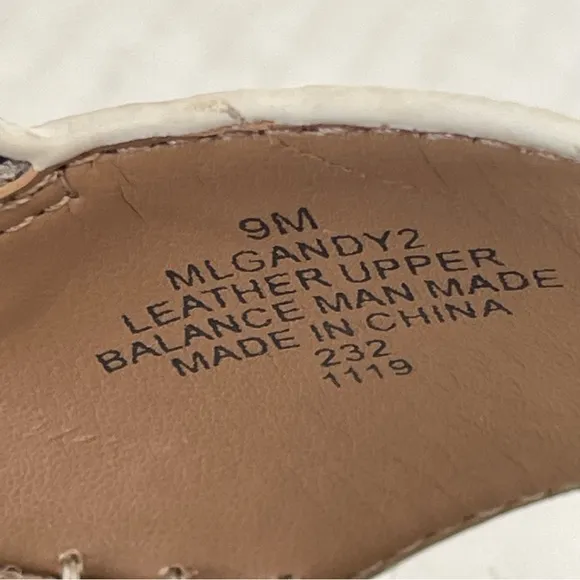 9M
MLGANDY2
LEATHER UPPER
BALANCE MAN MADE
MADE IN CHINA
232
1119